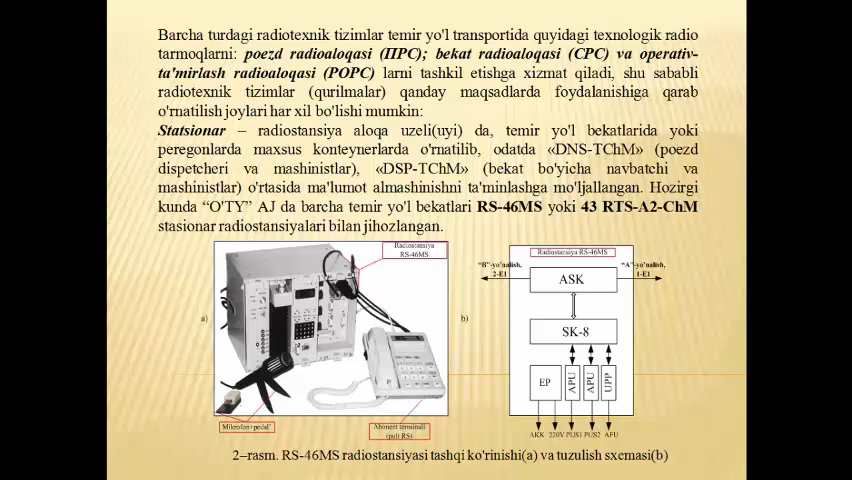 Barcha turdagi radiotexnik tizimlar temir yo'l transportida quyidagi texnologik radio
tarmoqlarni: poezd radioaloqasi (ПРС); bekat radioaloqasi (СРС) va operativ-
ta'mirlash radioaloqasi (РОРС) larni tashkil etishga xizmat qiladi, shu sababli
radiotexnik tizimlar (qurilmalar) qanday maqsadlarda foydalanishiga qarab
o'rnatilish joylari har xil bo'lishi mumkin:
Statsionar – radiostansiya aloqa uzeli(uyi) da, temir yo'l bekatlarida yoki
peregonlarda maxsus konteynerlarda o'rnatilib, odatda «DNS-TChM» (poezd
dispetcheri va mashinistlar), «DSP-TChM» (bekat bo'yicha navbatchi va
mashinistlar) o'rtasida ma'lumot almashinishni ta'minlashga mo'ljallangan. Hozirgi
kunda “O'TY” AJ da barcha temir yo'l bekatlari RS-46MS yoki 43 RTS-A2-ChM
stasionar radiostansiyalari bilan jihozlangan.
Radiostansiya
RS-46MS
a)
Mikrofon+pedal'
Abonent terminali
(pult RS)
b)
Radiostansiya RS-46MS
“B”-yo'nalish,
2-E1
“A”-yo'nalish,
1-E1
ASK
SK-8
EP
APU
APU
UPP
AKK 220V PUS1 PUS2 AFU
2–rasm. RS-46MS radiostansiyasi tashqi ko'rinishi(a) va tuzulish sxemasi(b)